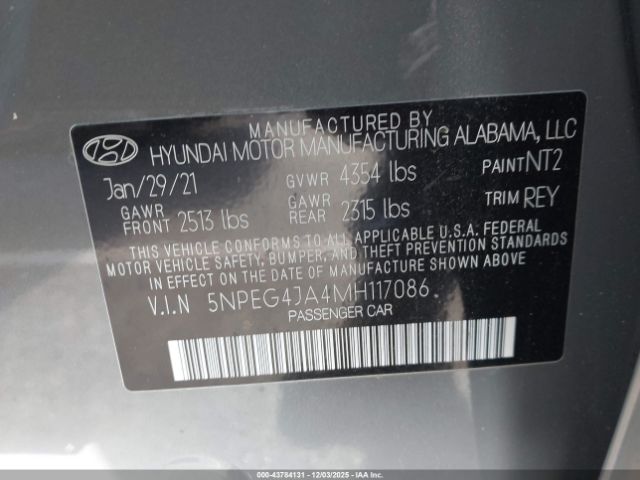 MANUFACTURED BY
HYUNDAI MOTOR MANUFACTURING ALABAMA, LLC
Jan/29/21 GVWR 4354 lbs PAINT NT2
GAWR FRONT 2513 lbs GAWR REAR 2315 lbs TRIM REY
THIS VEHICLE CONFORMS TO ALL APPLICABLE U.S.A. FEDERAL
MOTOR VEHICLE SAFETY, BUMPER, AND THEFT PREVENTION STANDARDS
IN EFFECT ON THE DATE OF MANUFACTURE SHOWN ABOVE.
V.I.N 5NPEG4JA4MH117086.
PASSENGER CAR
000-43784131 - 12/03/2025 - IAAI.com